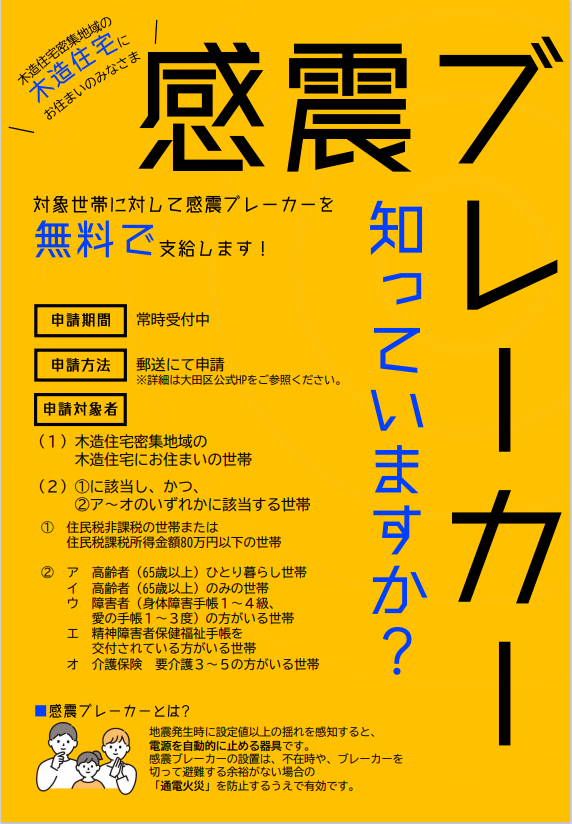 木造住宅密集地域の
木造住宅に
お住まいのみなさま
感震ブレーカー
知っていますか？
対象世帯に対して感震ブレーカーを
無料で支給します！
申請期間 常時受付中
申請方法 郵送にて申請
※詳細は大田区公式HPをご参照ください。
申請対象者
（１）木造住宅密集地域の
木造住宅にお住まいの世帯
（２）①に該当し、かつ、
②ア～オのいずれかに該当する世帯
① 住民税非課税の世帯または
住民税課税所得金額80万円以下の世帯
② ア 高齢者（65歳以上）ひとり暮らし世帯
イ 高齢者（65歳以上）のみの世帯
ウ 障害者（身体障害手帳１～４級、
愛の手帳１～３度）の方がいる世帯
エ 精神障害者保健福祉手帳を
交付されている方がいる世帯
オ 介護保険　要介護３～５の方がいる世帯
■感震ブレーカーとは？
地震発生時に設定値以上の揺れを感知すると、
電源を自動的に止める器具です。
感震ブレーカーの設置は、不在時や、ブレーカーを
切って避難する余裕がない場合の
「通電火災」を防止するうえで有効です。